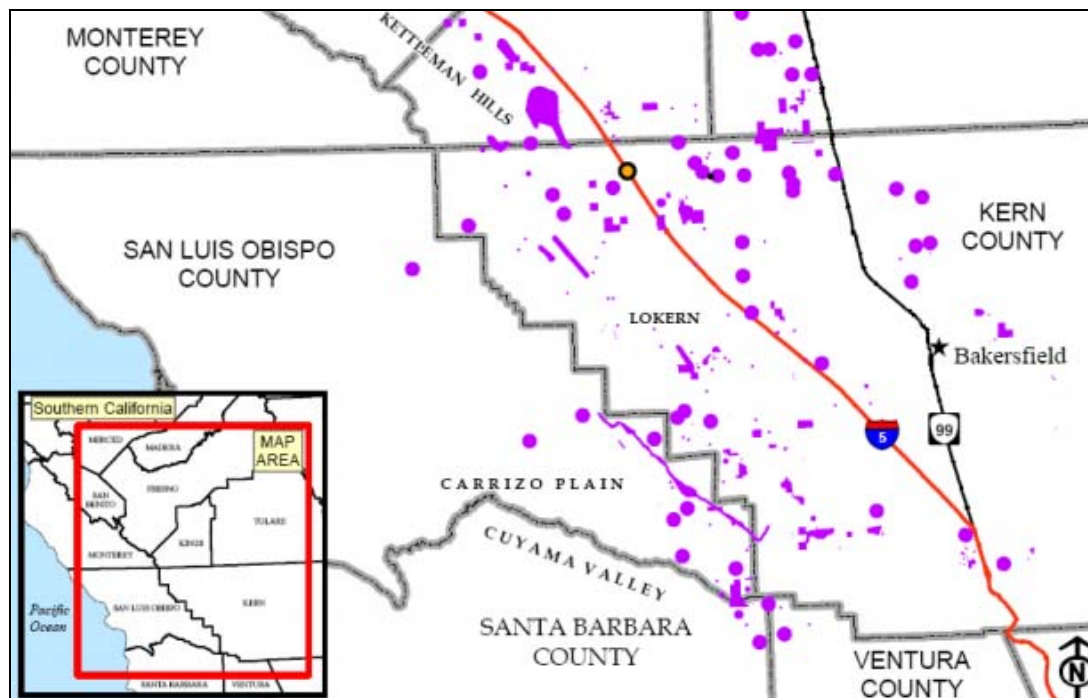 MONTEREY
COUNTY
KETTLEMAN HILLS
SAN LUIS OBISPO
COUNTY
KERN
COUNTY
LOKERN
Bakersfield
99
5
CARRIZO PLAIN
CUYAMA VALLEY
SANTA BARBARA
COUNTY
VENTURA
COUNTY
N
Southern California
MAP
AREA
MERCED
MADERA
FRESNO
SAN
BENITO
KINGS
TULARE
MONTEREY
SAN LUIS OBISPO
KERN
Pacific
Ocean
SANTA BARBARA
VENTURA